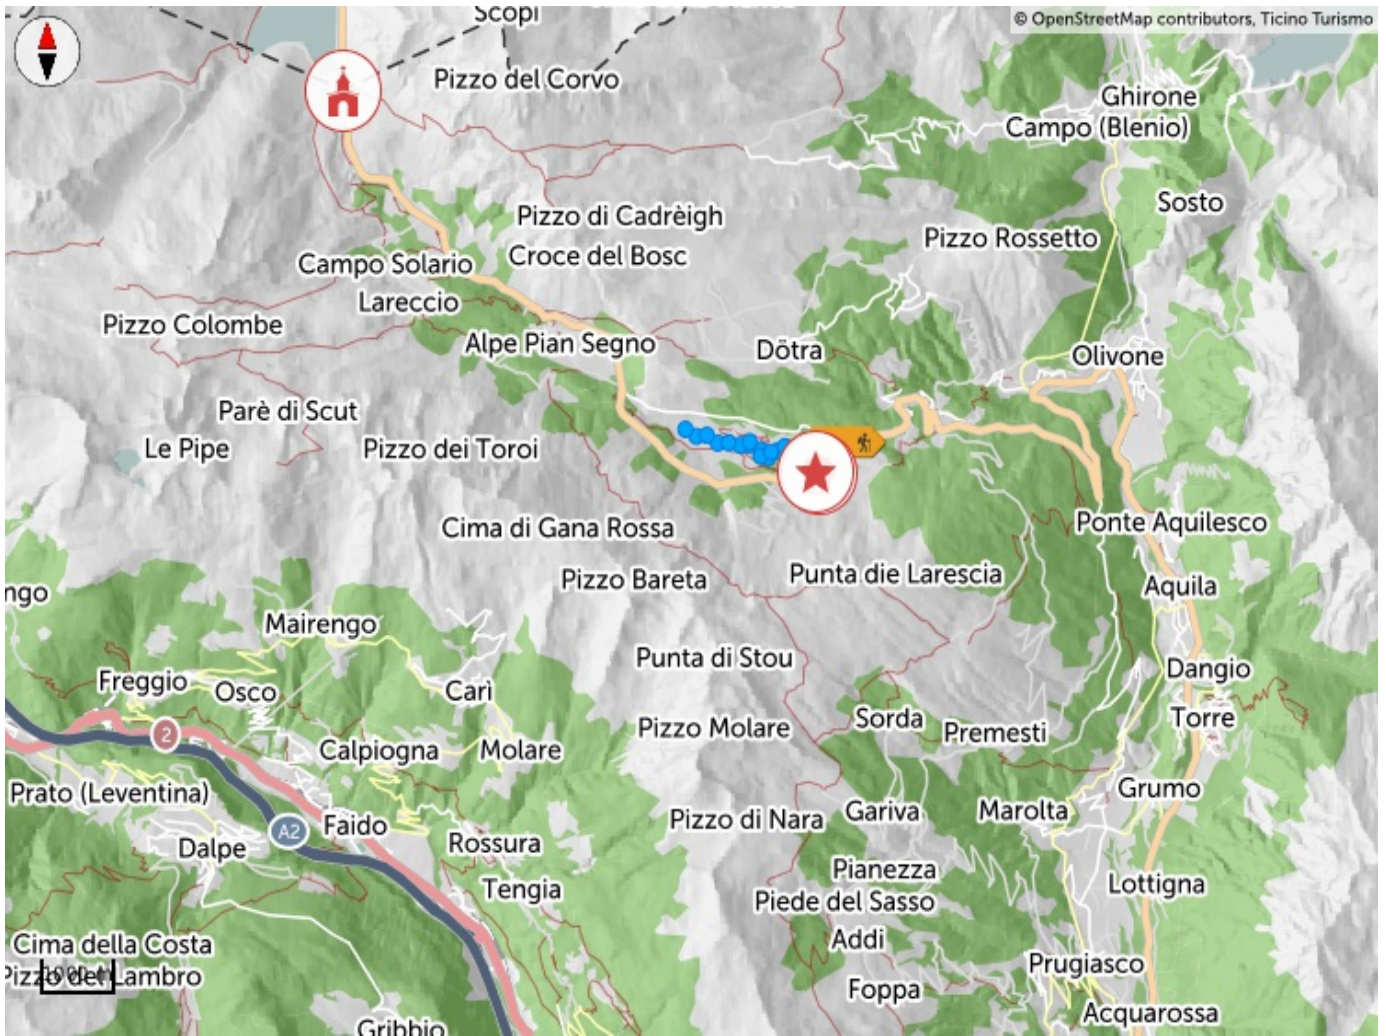 Scopi
© OpenStreetMap contributors, Ticino Turismo
Pizzo del Corvo
Ghirone
Campo (Blenio)
Sosto
Pizzo di Cadrèigh
Pizzo Rossetto
Croce del Bosc
Campo Solario
Lareccio
Pizzo Colombe
Alpe Pian Segno
Dötra
Olivone
Parè di Scut
Le Pipe
Pizzo dei Toroi
Cima di Gana Rossa
Ponte Aquilesco
Pizzo Bareta
Punta die Larescia
Aquila
ngo
Mairengo
Punta di Stou
Dangio
Freggio
Osco
Carì
Sorda
Torre
2
Calpiogna
Molare
Pizzo Molare
Premesti
Prato (Leventina)
Grumo
A2
Faido
Pizzo di Nara
Gariva
Marolta
Dalpe
Rossura
Pianezza
Tengia
Lottigna
Piede del Sasso
Addi
Cima della Costa
Prugiasco
Pizzo del Lambro
1000 m
Foppa
Acquarossa
Gribbio